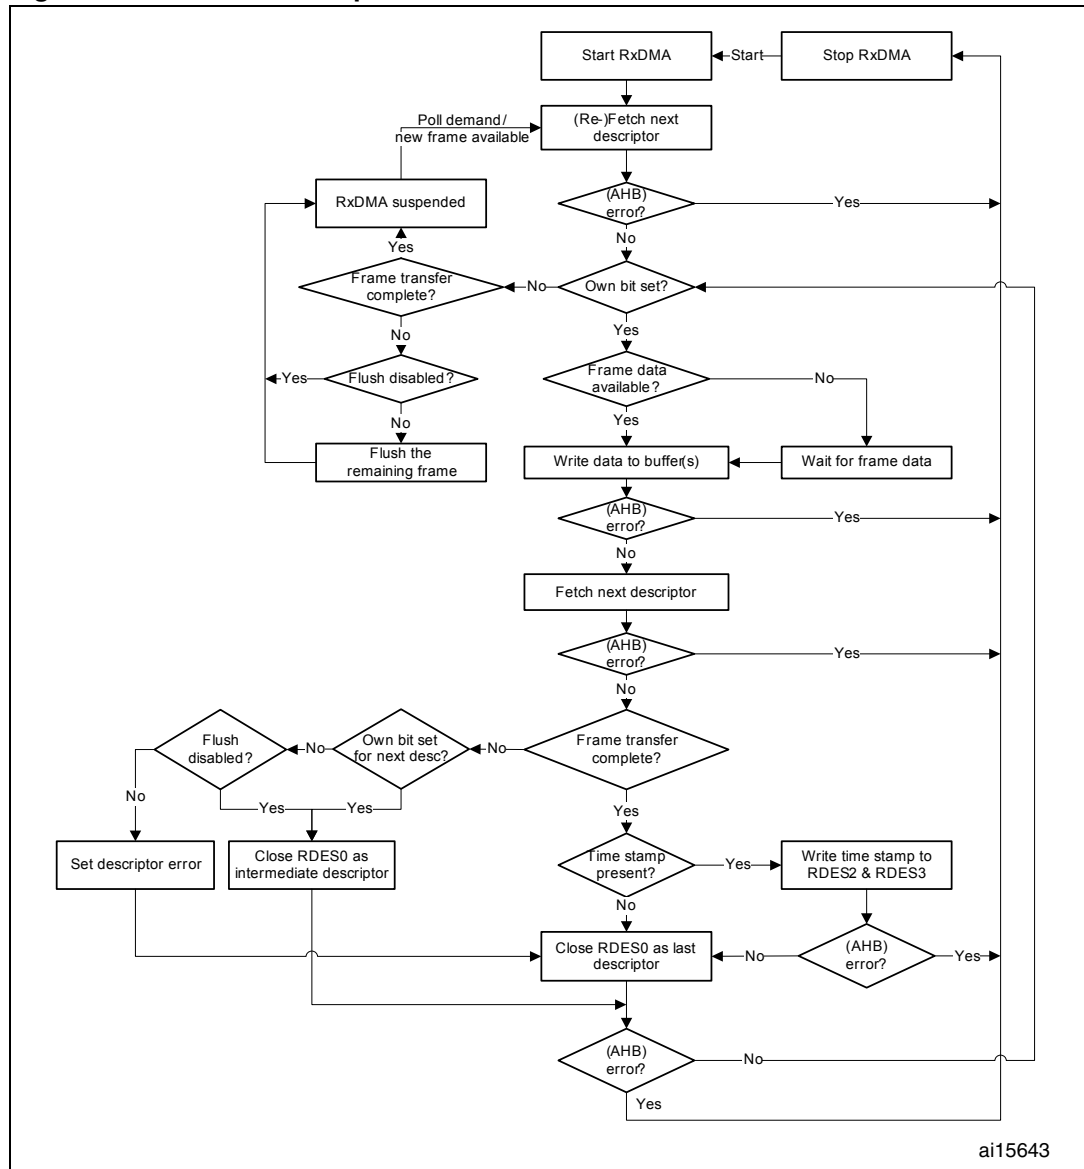 Start RxDMA
Start
Stop RxDMA
Poll demand/
new frame available
(Re-)Fetch next
descriptor
RxDMA suspended
(AHB)
error?
Yes
No
Yes
Frame transfer
complete?
No
Own bit set?
No
Yes
Yes
Flush disabled?
Frame data
available?
No
No
Yes
Flush the
remaining frame
Write data to buffer(s)
Wait for frame data
(AHB)
error?
Yes
No
Fetch next descriptor
(AHB)
error?
Yes
No
Flush
disabled?
No
Own bit set
for next desc?
No
Frame transfer
complete?
No
Yes
Yes
Yes
Set descriptor error
Close RDES0 as
intermediate descriptor
Time stamp
present?
Yes
Write time stamp to
RDES2 & RDES3
No
Close RDES0 as last
descriptor
No
(AHB)
error?
Yes
(AHB)
error?
No
Yes
ai15643